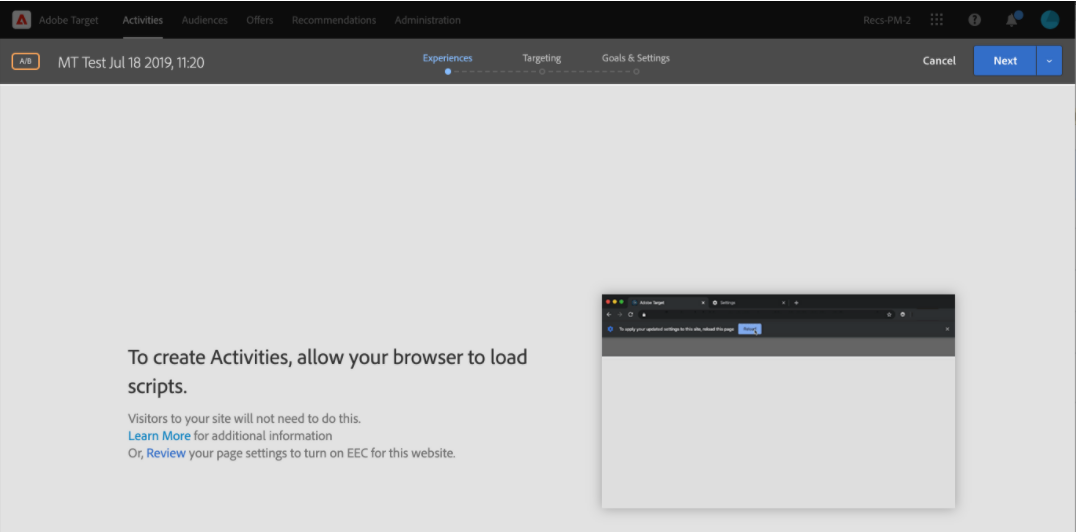 Adobe Target Activities Audiences Offers Recommendations Administration Recs-PM-2
A/B MT Test Jul 18 2019, 11:20 Experiences Targeting Goals & Settings Cancel Next
To create Activities, allow your browser to load
scripts.
Visitors to your site will not need to do this.
Learn More for additional information
Or, Review your page settings to turn on EEC for this website.
Adobe Target Settings
To apply your updated settings to this site, reload this page Reload